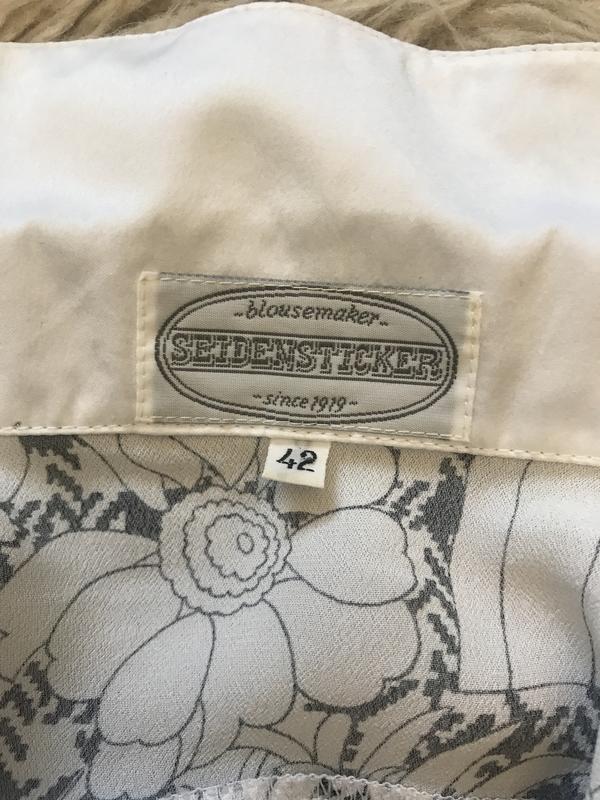 ~blousemaker~
SEIDENSTICKER
~since 1919~
42